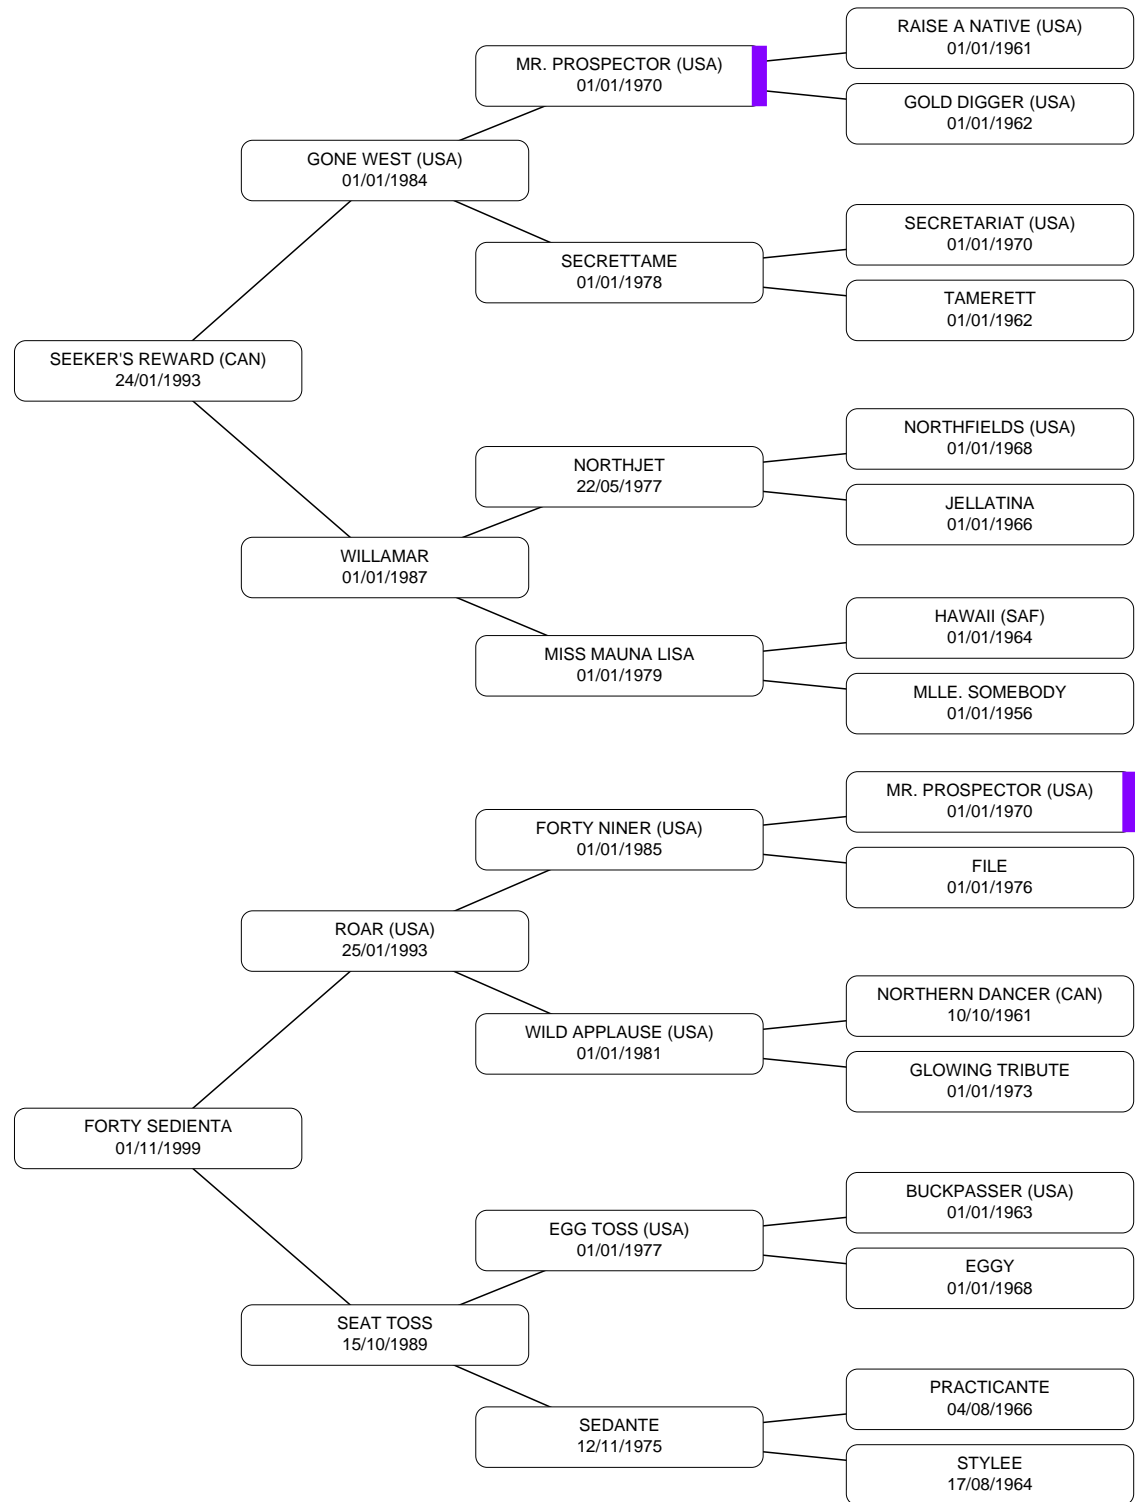 RAISE A NATIVE (USA)
01/01/1961
MR. PROSPECTOR (USA)
01/01/1970
GOLD DIGGER (USA)
01/01/1962
GONE WEST (USA)
01/01/1984
SECRETARIAT (USA)
01/01/1970
SECRETTAME
01/01/1978
TAMERETT
01/01/1962
SEEKER'S REWARD (CAN)
24/01/1993
NORTHFIELDS (USA)
01/01/1968
NORTHJET
22/05/1977
JELLATINA
01/01/1966
WILLAMAR
01/01/1987
HAWAII (SAF)
01/01/1964
MISS MAUNA LISA
01/01/1979
MLLE. SOMEBODY
01/01/1956
MR. PROSPECTOR (USA)
01/01/1970
FORTY NINER (USA)
01/01/1985
FILE
01/01/1976
ROAR (USA)
25/01/1993
NORTHERN DANCER (CAN)
10/10/1961
WILD APPLAUSE (USA)
01/01/1981
GLOWING TRIBUTE
01/01/1973
FORTY SEDIENTA
01/11/1999
BUCKPASSER (USA)
01/01/1963
EGG TOSS (USA)
01/01/1977
EGGY
01/01/1968
SEAT TOSS
15/10/1989
PRACTICANTE
04/08/1966
SEDANTE
12/11/1975
STYLEE
17/08/1964